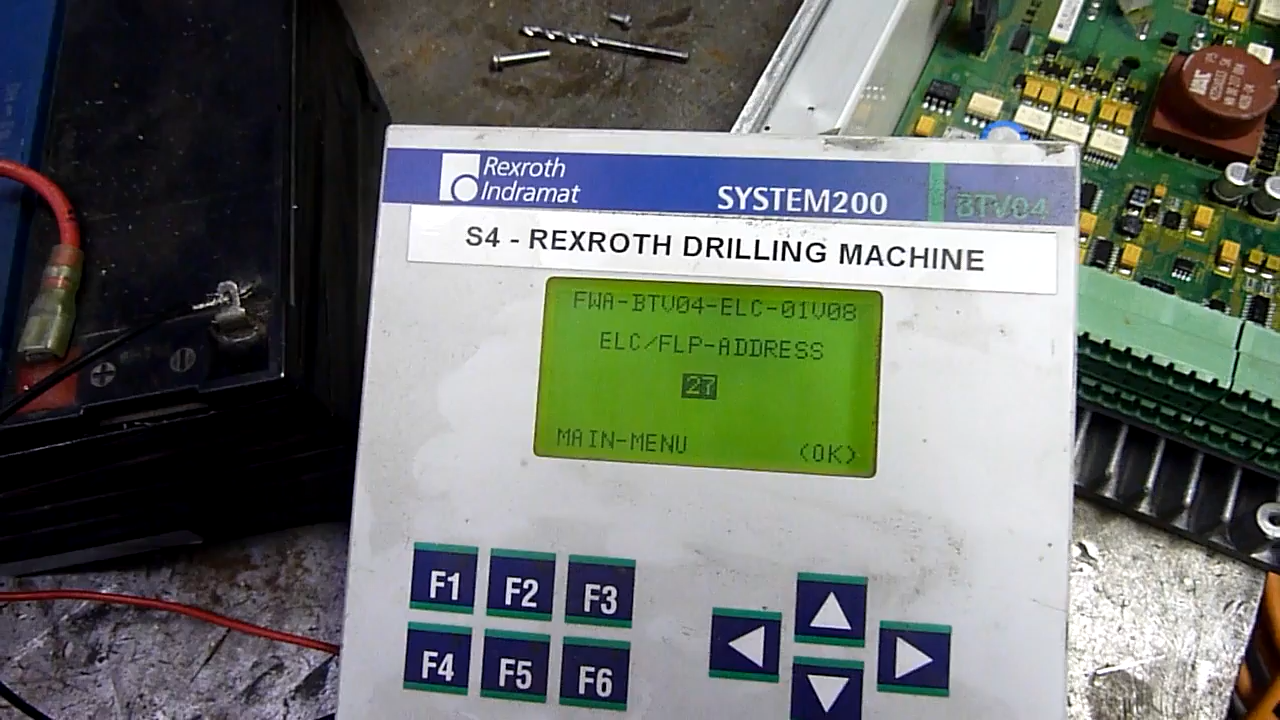 Rexroth
Indramat
SYSTEM200
BTV04
S4 - REXROTH DRILLING MACHINE
FWA-BTV04-ELC-01V08
ELC/FLP-ADDRESS
27
MAIN-MENU (OK)
F1 F2 F3
F4 F5 F6